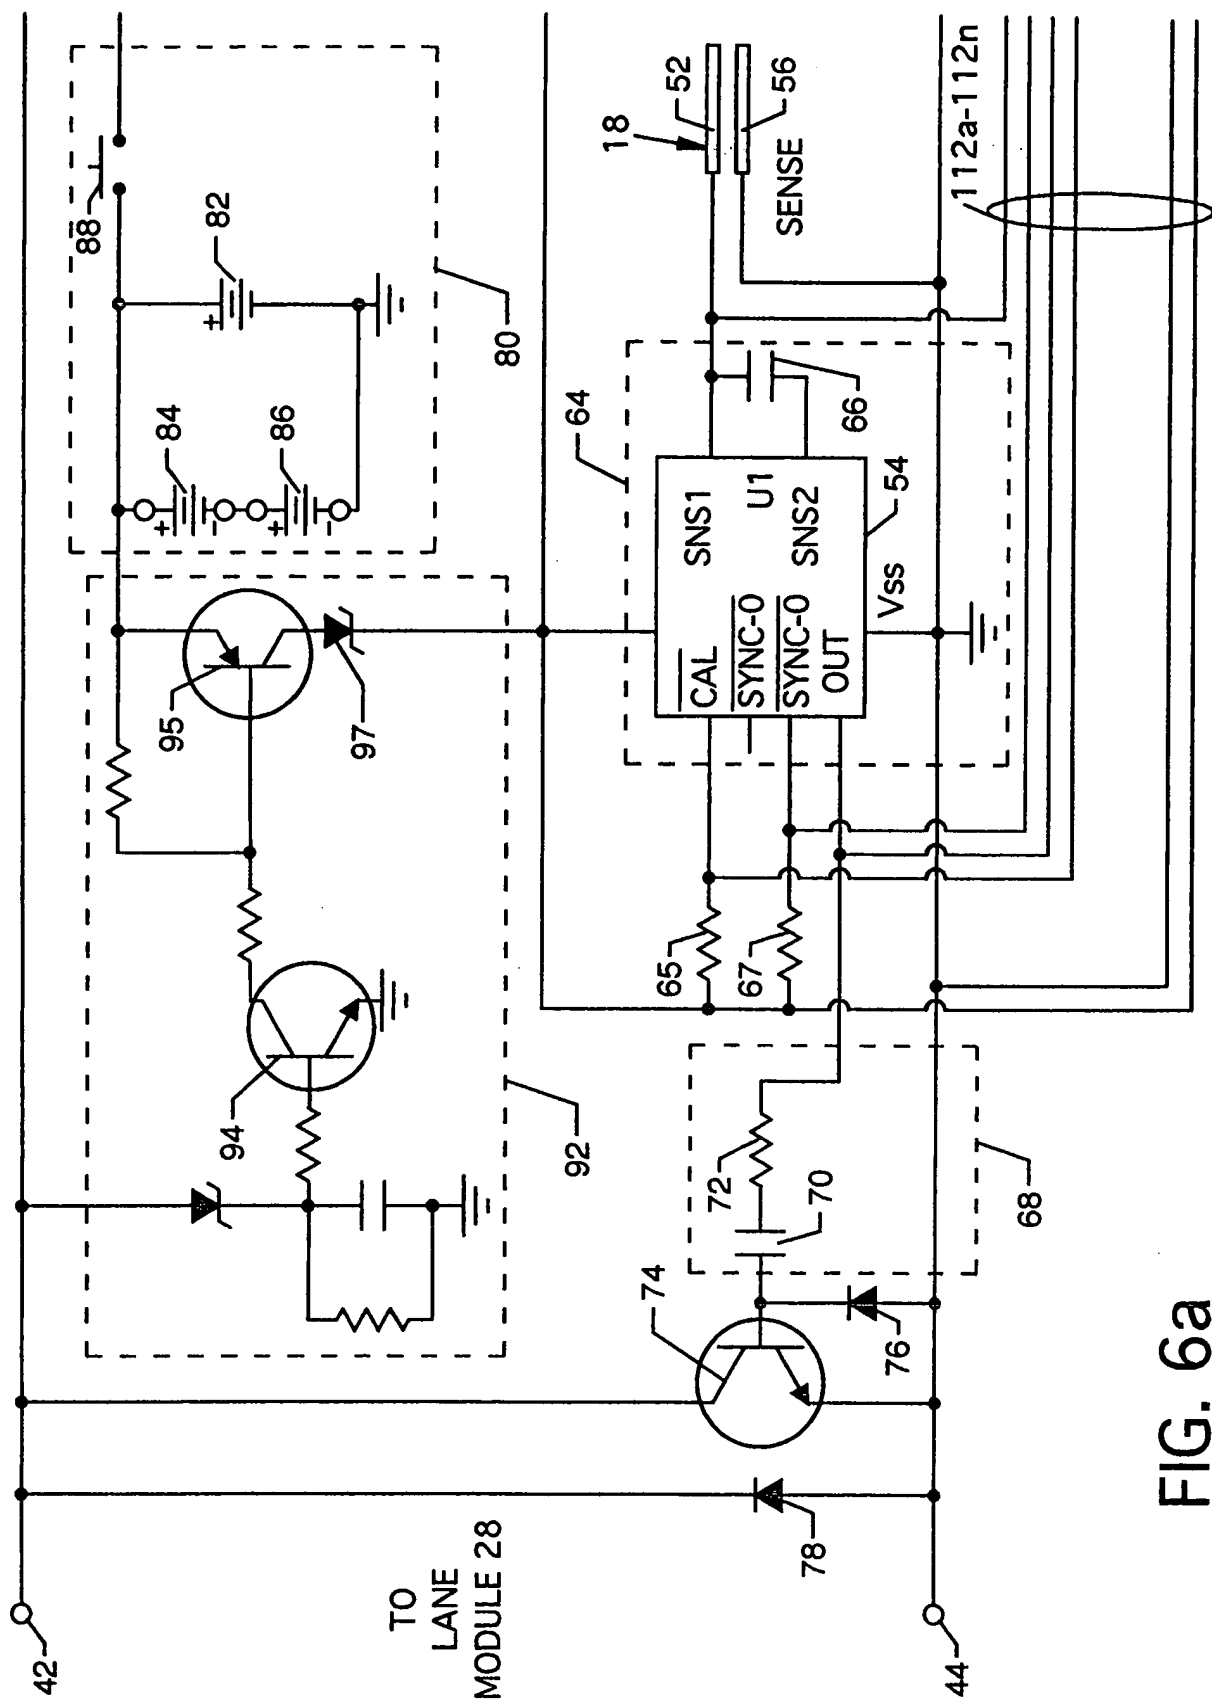 42
44
TO
LANE
MODULE 28
88
82
84
86
80
95
97
94
92
18
52
56
SENSE
112a-112n
64
66
SNS1
U1
SNS2
54
CAL
SYNC-0
SYNC-0
OUT
Vss
65
67
72
70
68
74
76
78
+
+
-
+
-
FIG. 6a